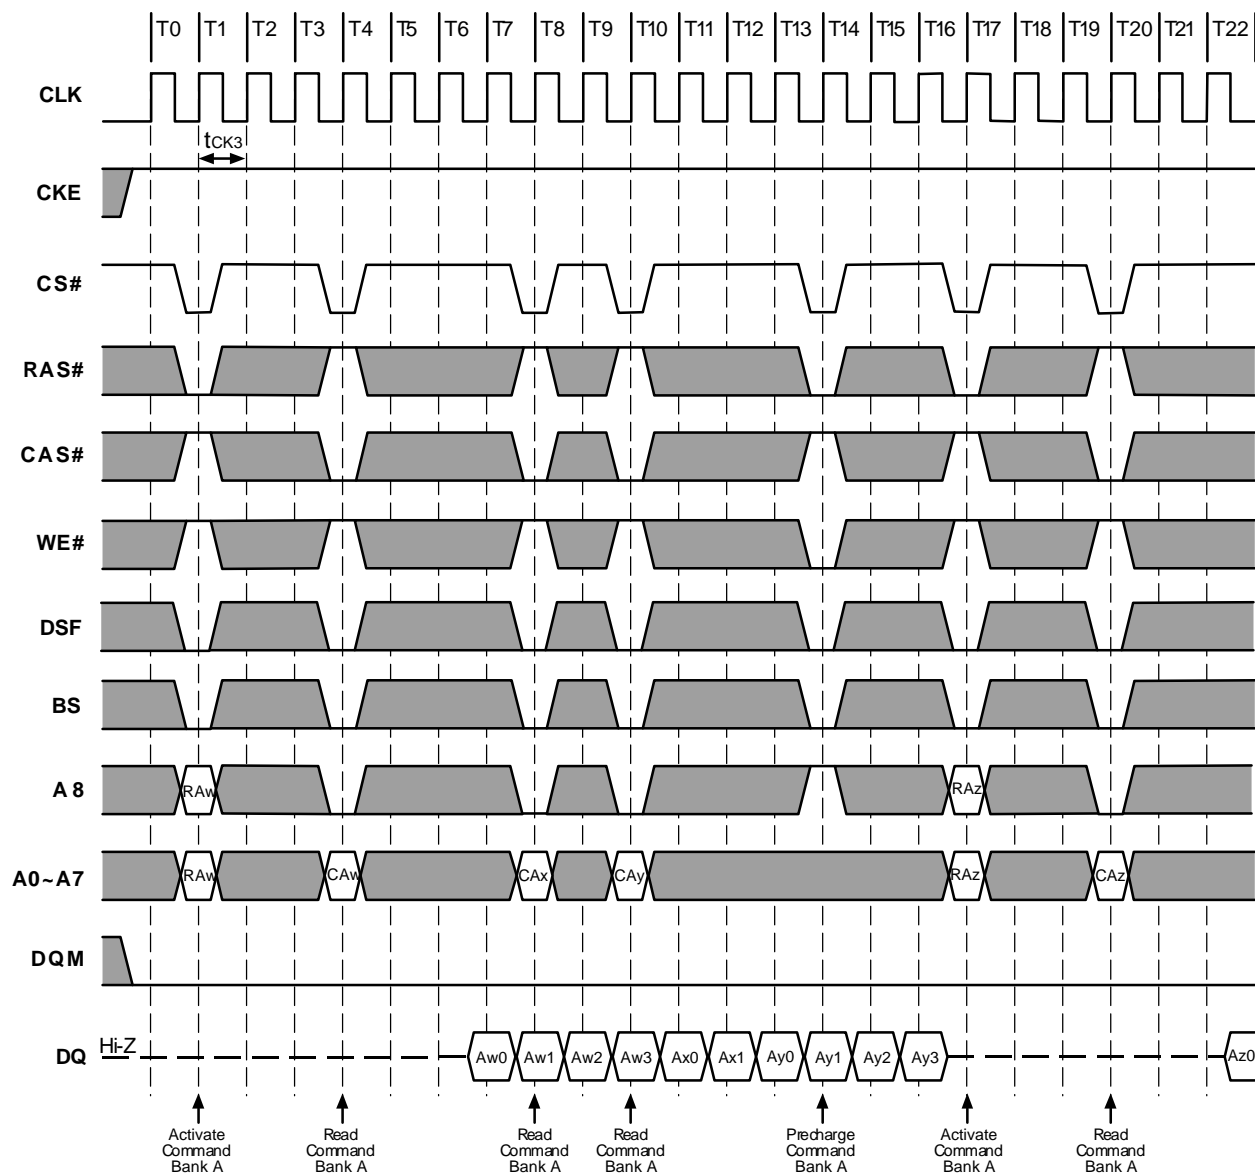 T0 T1 T2 T3 T4 T5 T6 T7 T8 T9 T10 T11 T12 T13 T14 T15 T16 T17 T18 T19 T20 T21 T22
CLK
tCK3
CKE
CS#
RAS#
CAS#
WE#
DSF
BS
A8 RAw RAz
A0~A7 RAw CAw CAx CAy RAz CAz
DQM
DQ Hi-Z Aw0 Aw1 Aw2 Aw3 Ax0 Ax1 Ay0 Ay1 Ay2 Ay3 Az0
Activate Read Read Read Precharge Activate Read
Command Command Command Command Command Command Command
Bank A Bank A Bank A Bank A Bank A Bank A Bank A